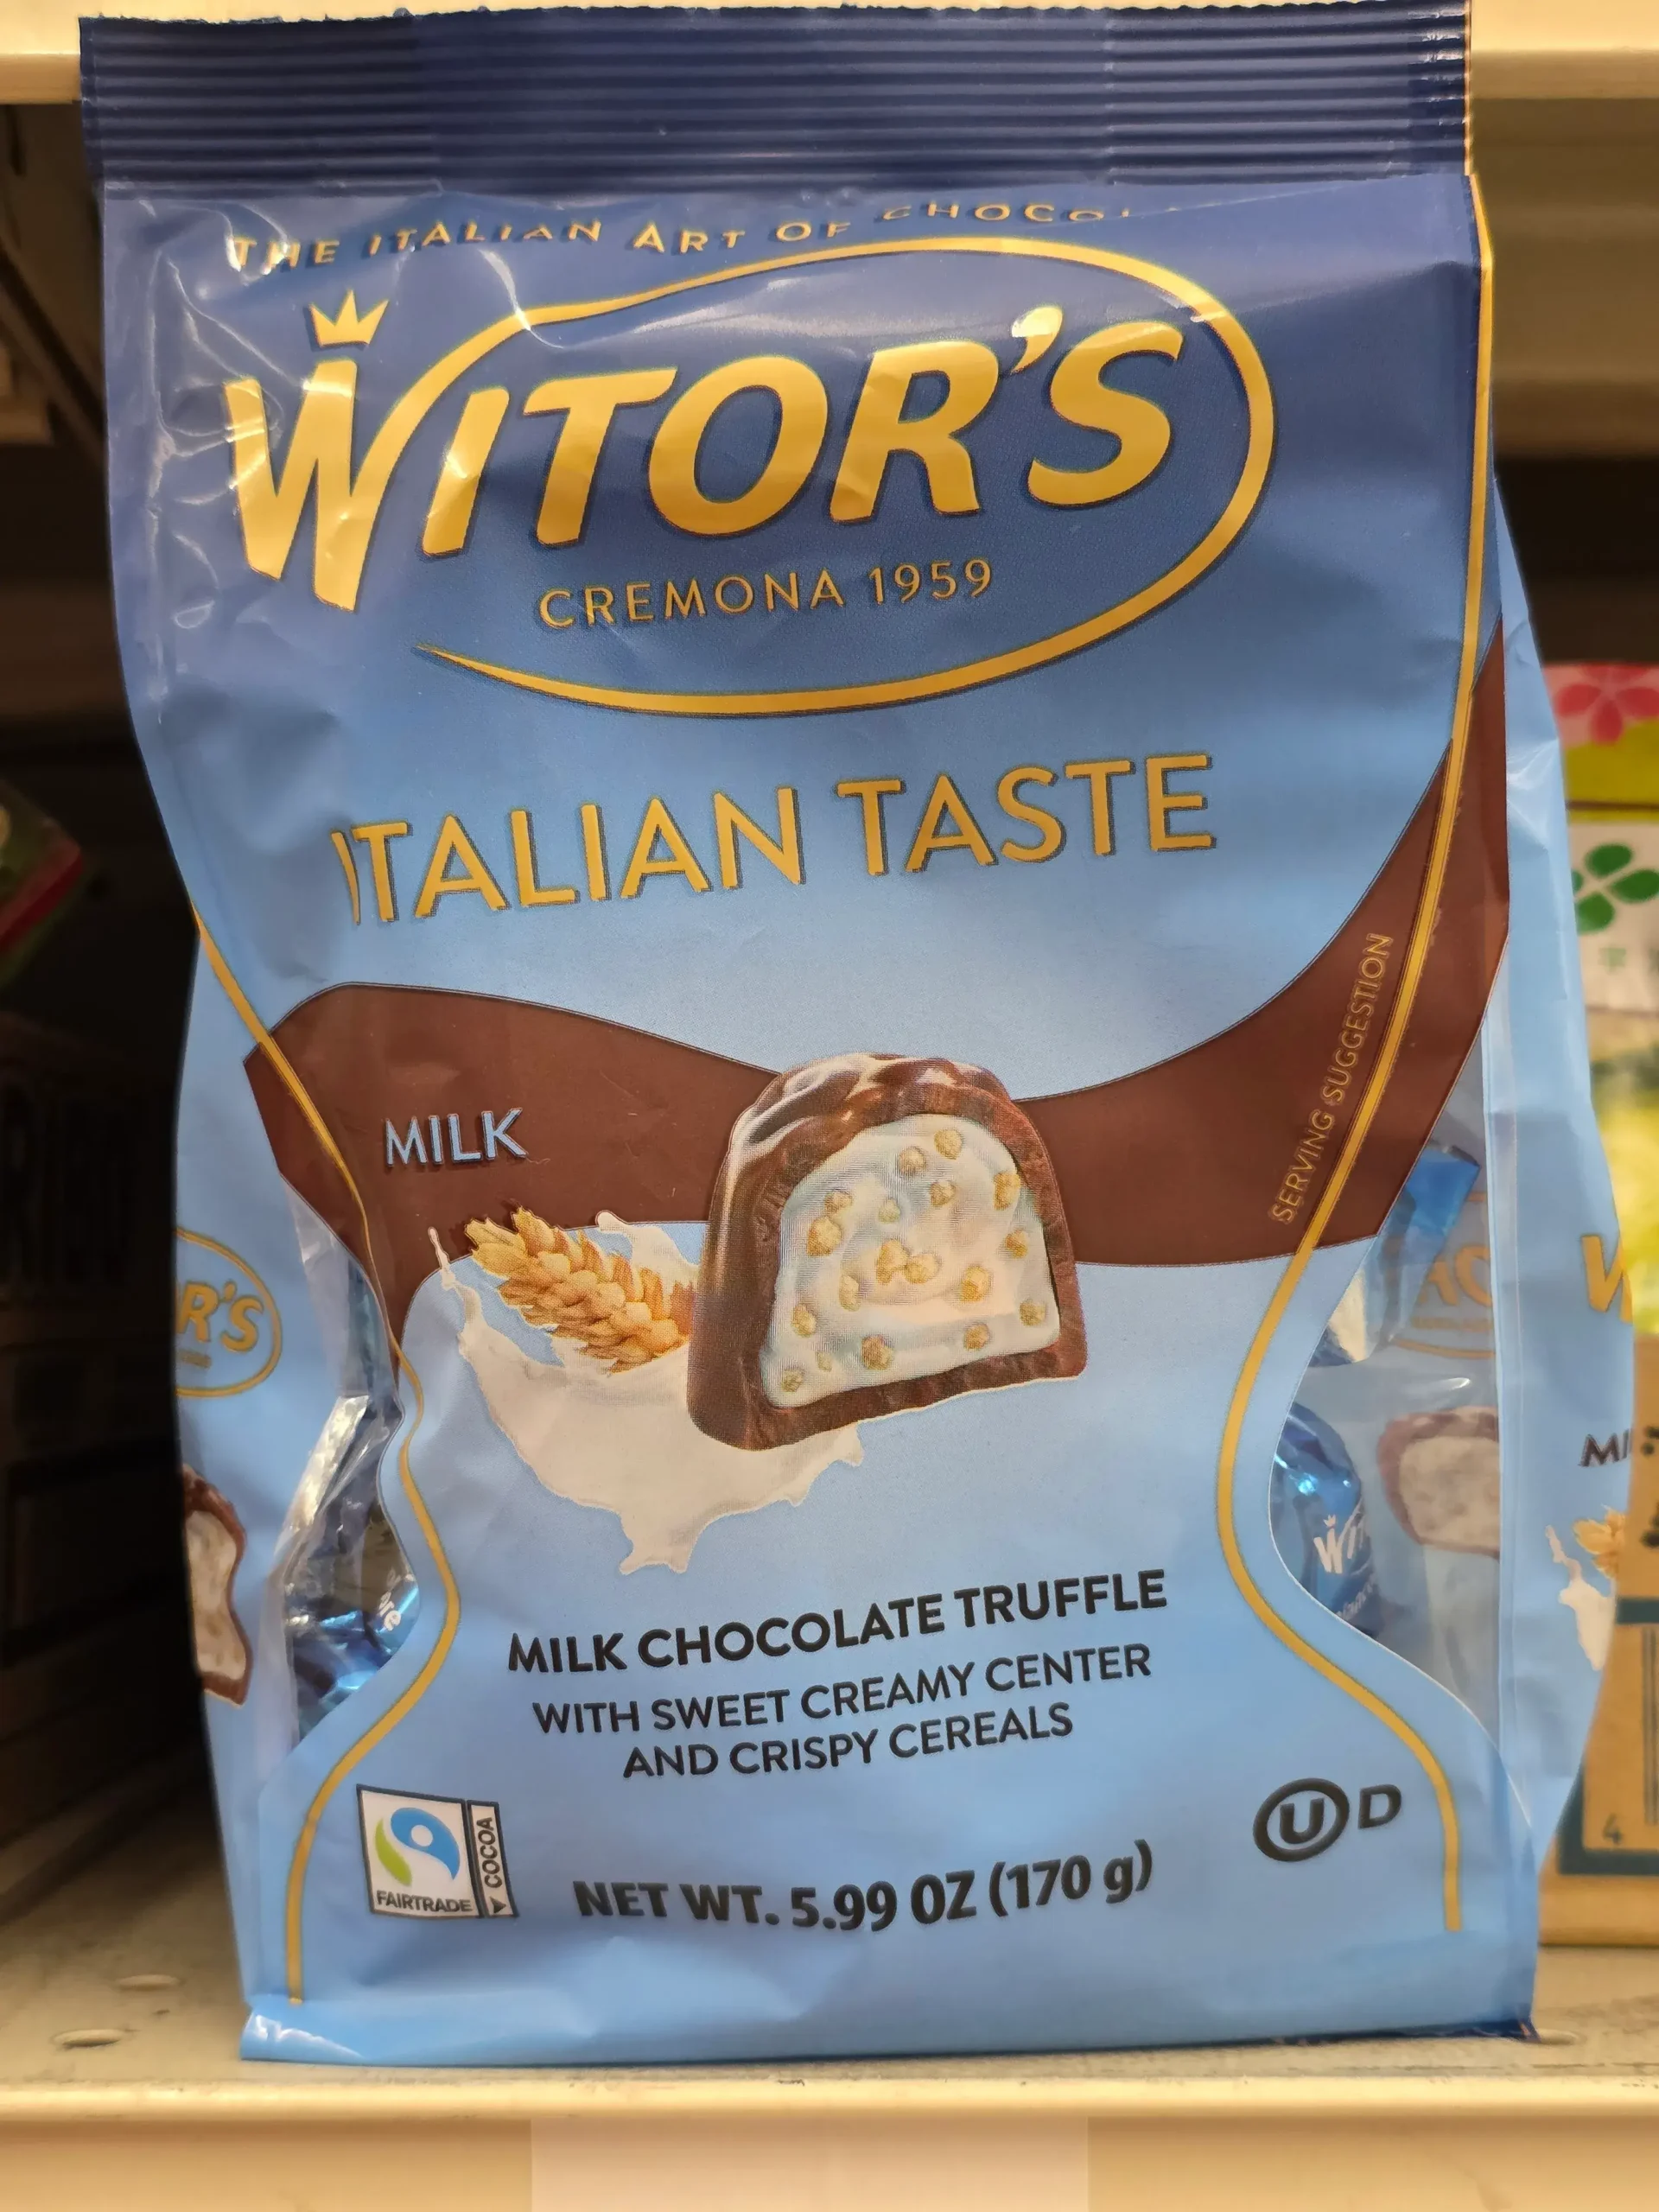 THE ITALIAN ART OF
WITOR'S
CREMONA 1959
ITALIAN TASTE
SERVING SUGGESTION
MILK
R'S
MILK CHOCOLATE TRUFFLE
WITH SWEET CREAMY CENTER
AND CRISPY CEREALS
FAIRTRADE
COCOA
U D
NET WT. 5.99 OZ (170 g)
4